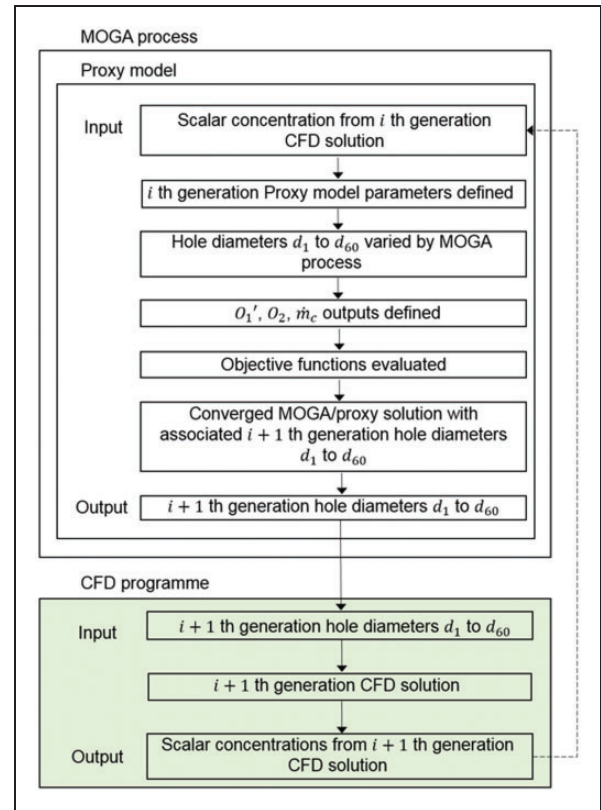 MOGA process
Proxy model
Input
Scalar concentration from i th generation
CFD solution
i th generation Proxy model parameters defined
Hole diameters d₁ to d₆₀ varied by MOGA
process
O₁′, O₂, ṁ_c outputs defined
Objective functions evaluated
Converged MOGA/proxy solution with
associated i + 1 th generation hole diameters
d₁ to d₆₀
Output
i + 1 th generation hole diameters d₁ to d₆₀
CFD programme
Input
i + 1 th generation hole diameters d₁ to d₆₀
i + 1 th generation CFD solution
Output
Scalar concentrations from i + 1 th generation
CFD solution